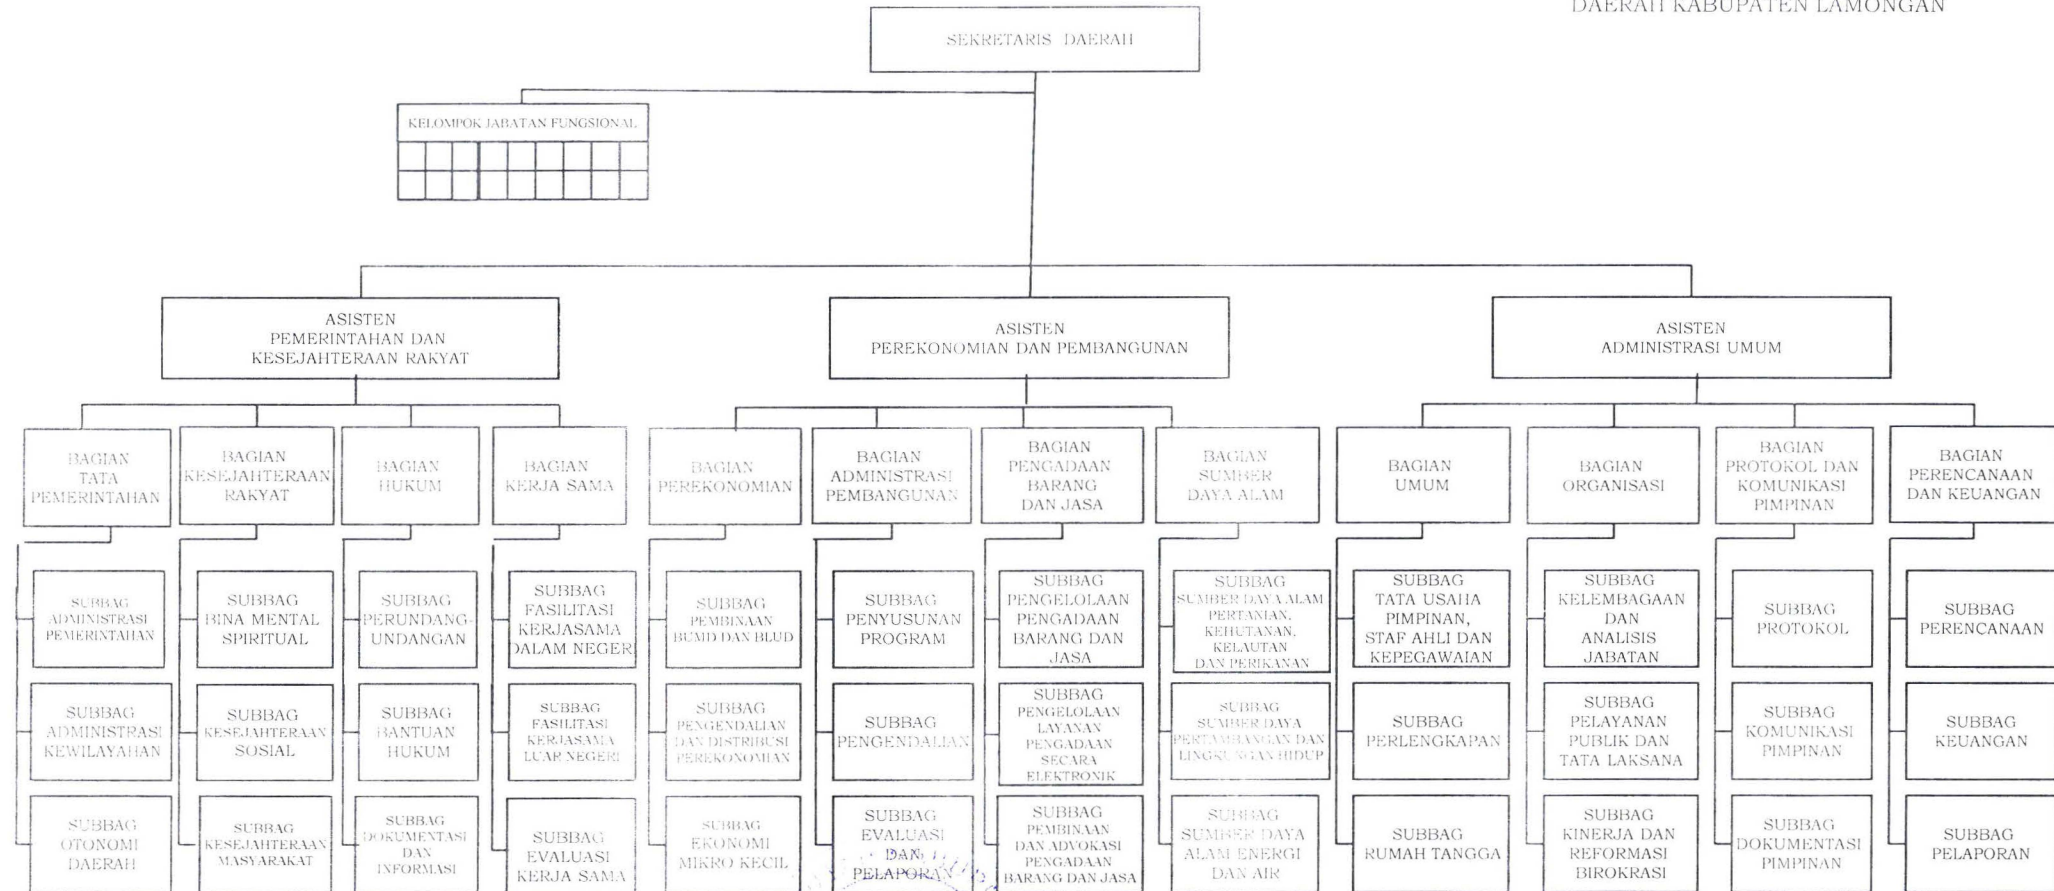 DAERAH KABUPATEN LAMONGAN
SEKRETARIS DAERAH
KELOMPOK JABATAN FUNGSIONAL
ASISTEN
PEMERINTAHAN DAN
KESEJAHTERAAN RAKYAT
ASISTEN
PEREKONOMIAN DAN PEMBANGUNAN
ASISTEN
ADMINISTRASI UMUM
BAGIAN
TATA
PEMERINTAHAN
BAGIAN
KESEJAHTERAAN
RAKYAT
BAGIAN
HUKUM
BAGIAN
KERJA SAMA
BAGIAN
PEREKONOMIAN
BAGIAN
ADMINISTRASI
PEMBANGUNAN
BAGIAN
PENGADAAN
BARANG
DAN JASA
BAGIAN
SUMBER
DAYA ALAM
BAGIAN
UMUM
BAGIAN
ORGANISASI
BAGIAN
PROTOKOL DAN
KOMUNIKASI
PIMPINAN
BAGIAN
PERENCANAAN
DAN KEUANGAN
SUBBAG
ADMINISTRASI
PEMERINTAHAN
SUBBAG
BINA MENTAL
SPIRITUAL
SUBBAG
PERUNDANG-
UNDANGAN
SUBBAG
FASILITASI
KERJASAMA
DALAM NEGERI
SUBBAG
PEMBINAAN
BUMD DAN BLUD
SUBBAG
PENYUSUNAN
PROGRAM
SUBBAG
PENGELOLAAN
PENGADAAN
BARANG DAN
JASA
SUBBAG
SUMBER DAYA ALAM
PERTANIAN,
KEHUTANAN,
KELAUTAN
DAN PERIKANAN
SUBBAG
TATA USAHA
PIMPINAN,
STAF AHLI DAN
KEPEGAWAIAN
SUBBAG
KELEMBAGAAN
DAN
ANALISIS
JABATAN
SUBBAG
PROTOKOL
SUBBAG
PERENCANAAN
SUBBAG
ADMINISTRASI
KEWILAYAHAN
SUBBAG
KESEJAHTERAAN
SOSIAL
SUBBAG
BANTUAN
HUKUM
SUBBAG
FASILITASI
KERJASAMA
LUAR NEGERI
SUBBAG
PENGENDALIAN
DAN DISTRIBUSI
PEREKONOMIAN
SUBBAG
PENGENDALIAN
SUBBAG
PENGELOLAAN
LAYANAN
PENGADAAN
SECARA
ELEKTRONIK
SUBBAG
SUMBER DAYA
PERTAMBANGAN DAN
LINGKUNGAN HIDUP
SUBBAG
PERLENGKAPAN
SUBBAG
PELAYANAN
PUBLIK DAN
TATA LAKSANA
SUBBAG
KOMUNIKASI
PIMPINAN
SUBBAG
KEUANGAN
SUBBAG
OTONOMI
DAERAH
SUBBAG
KESEJAHTERAAN
MASYARAKAT
SUBBAG
DOKUMENTASI
DAN
INFORMASI
SUBBAG
EVALUASI
KERJA SAMA
SUBBAG
EKONOMI
MIKRO KECIL
SUBBAG
EVALUASI
DAN
PELAPORAN
SUBBAG
PEMBINAAN
DAN ADVOKASI
PENGADAAN
BARANG DAN JASA
SUBBAG
SUMBER DAYA
ALAM ENERGI
DAN AIR
SUBBAG
RUMAH TANGGA
SUBBAG
KINERJA DAN
REFORMASI
BIROKRASI
SUBBAG
DOKUMENTASI
PIMPINAN
SUBBAG
PELAPORAN